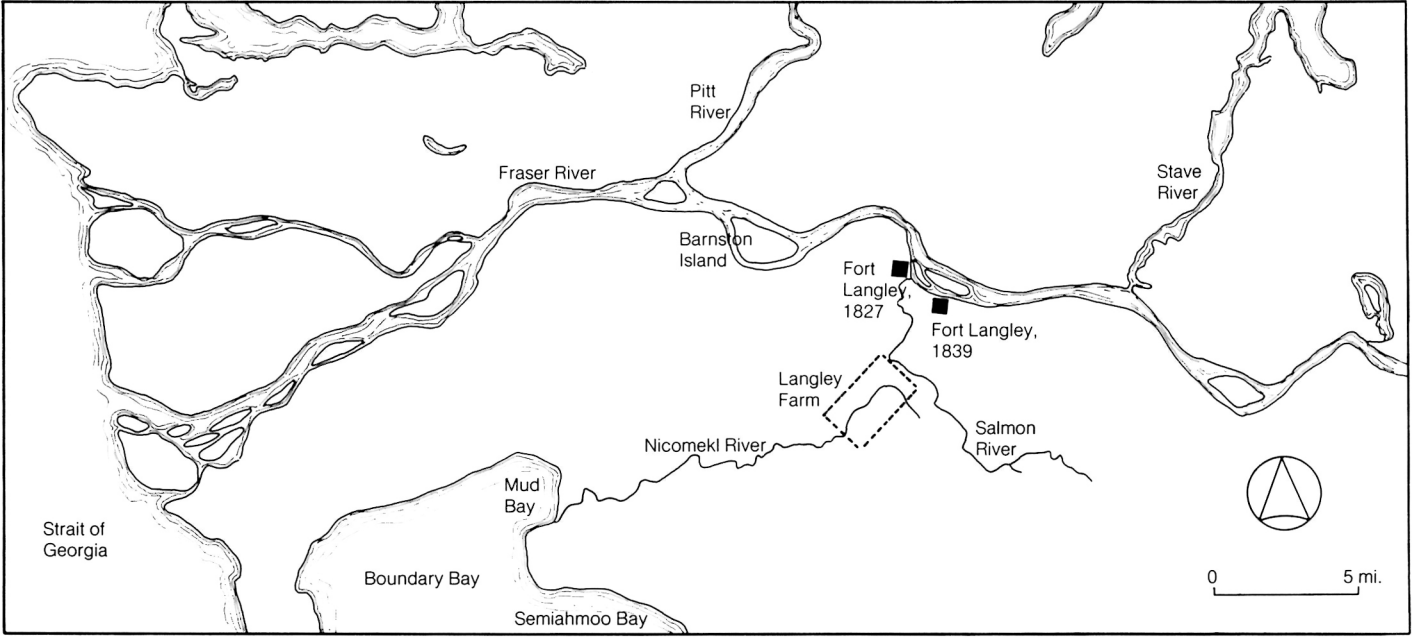 Pitt
River
Fraser River
Stave
River
Barnston
Island
Fort
Langley,
1827
Fort Langley,
1839
Langley
Farm
Salmon
River
Nicomekl River
Mud
Bay
Strait of
Georgia
Boundary Bay
Semiahmoo Bay
0 5 mi.